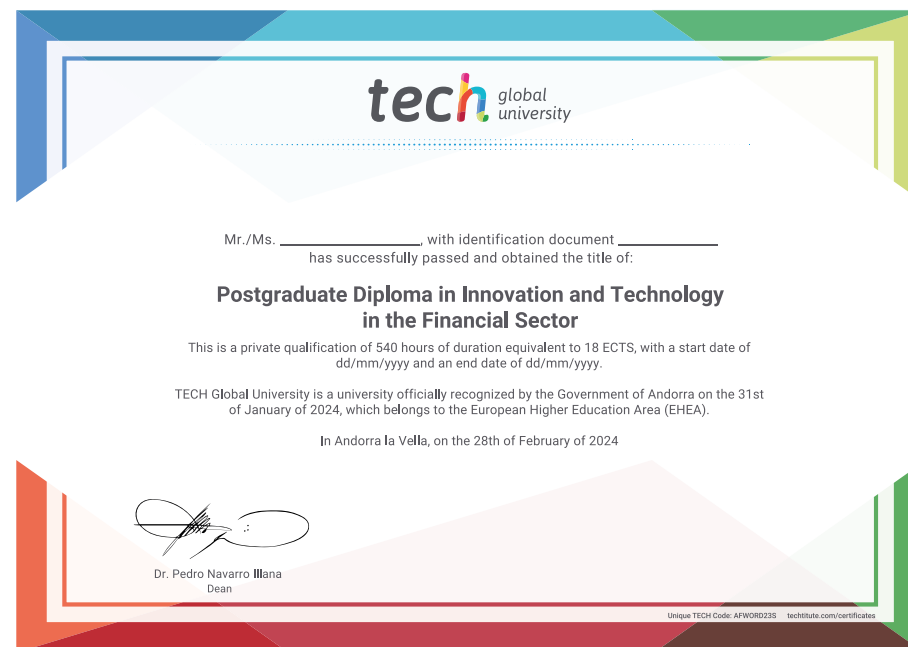 tech global university
Mr./Ms. ____________, with identification document ____________
has successfully passed and obtained the title of:
Postgraduate Diploma in Innovation and Technology
in the Financial Sector
This is a private qualification of 540 hours of duration equivalent to 18 ECTS, with a start date of
dd/mm/yyyy and an end date of dd/mm/yyyy.
TECH Global University is a university officially recognized by the Government of Andorra on the 31st
of January of 2024, which belongs to the European Higher Education Area (EHEA).
In Andorra la Vella, on the 28th of February of 2024
Dr. Pedro Navarro Illana
Dean
Unique TECH Code: AFWORD23S techtitute.com/certificates